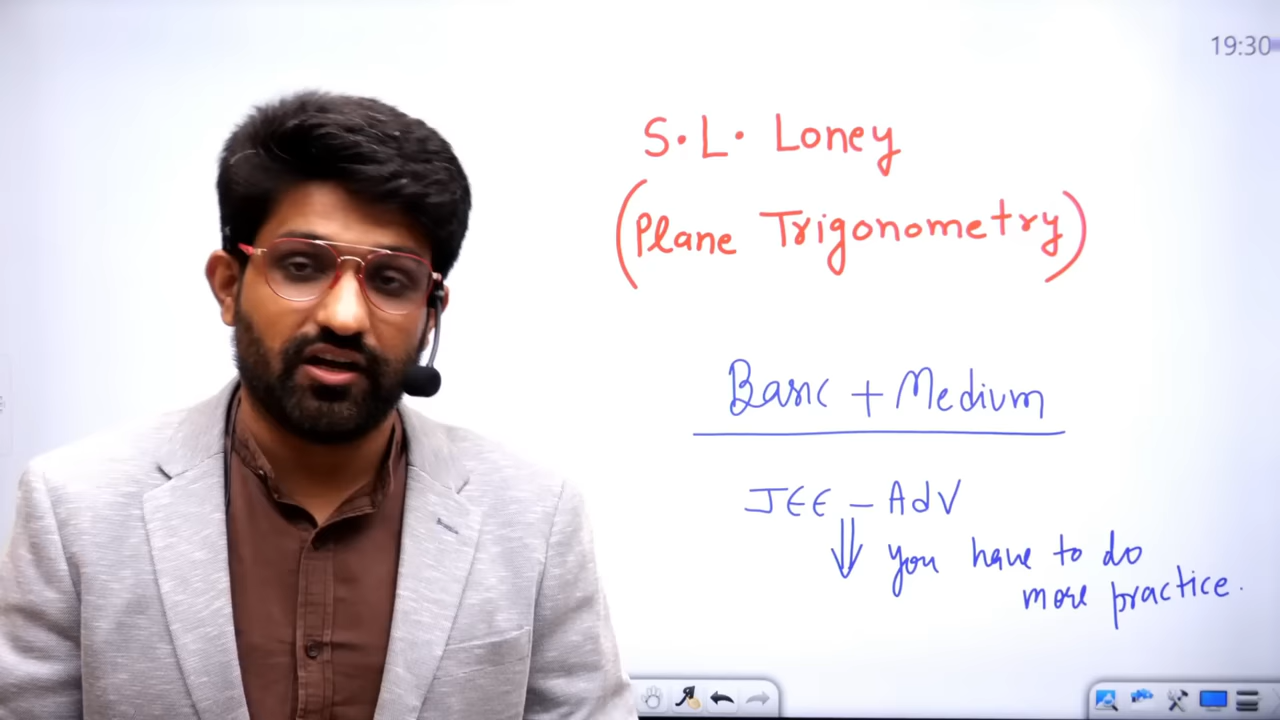 19:30
S.L. Loney
(Plane Trigonometry)
Basic + Medium
JEE - Adv
you have to do
more practice.